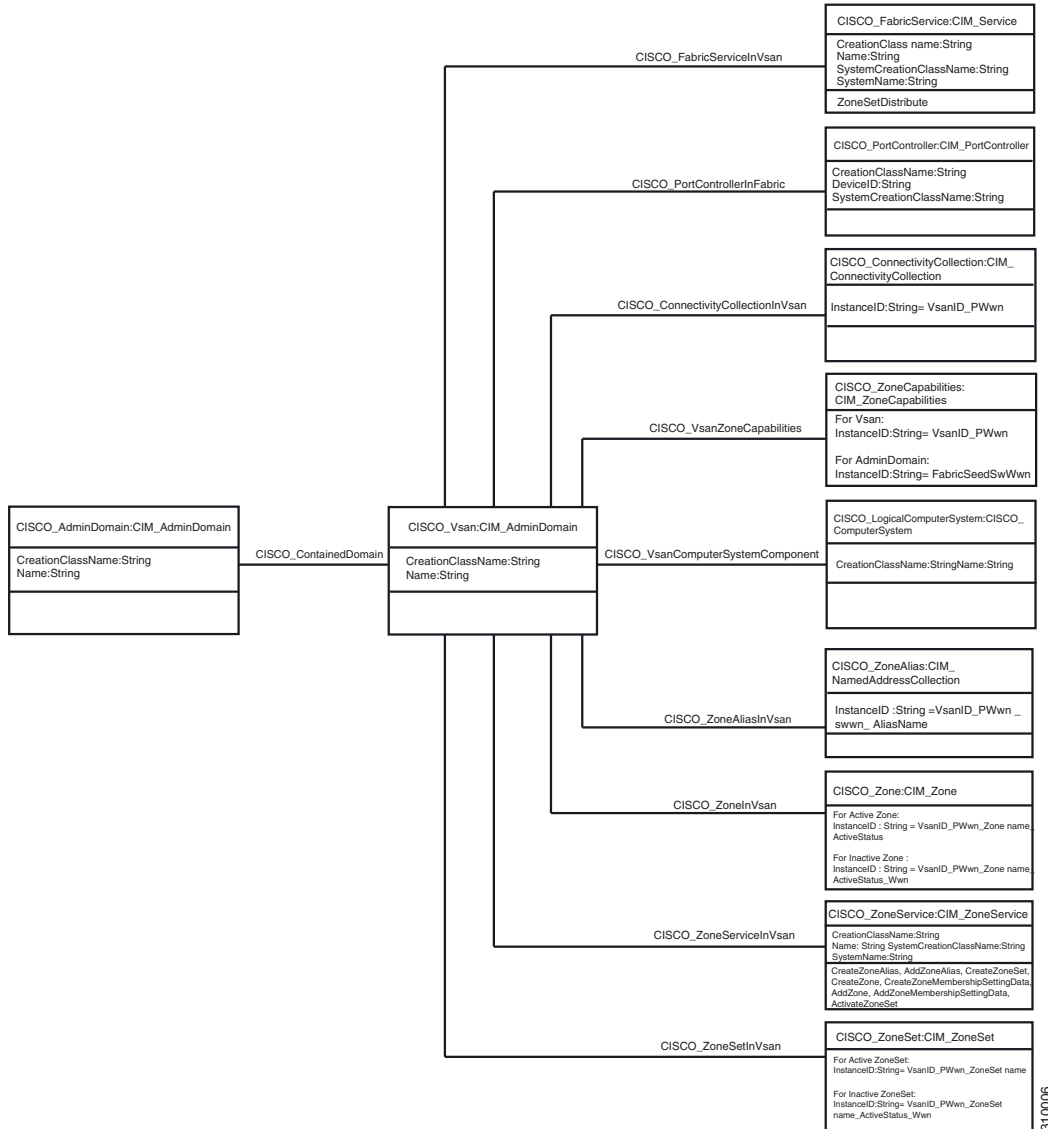 CISCO_FabricService:CIM_Service
CreationClass name:String
Name:String
SystemCreationClassName:String
SystemName:String
ZoneSetDistribute
CISCO_FabricServiceInVsan
CISCO_PortController:CIM_PortController
CreationClassName:String
DeviceID:String
SystemCreationClassName:String
CISCO_PortControllerInFabric
CISCO_ConnectivityCollection:CIM_
ConnectivityCollection
InstanceID:String= VsanID_PWwn
CISCO_ConnectivityCollectionInVsan
CISCO_ZoneCapabilities:
CIM_ZoneCapabilities
For Vsan:
InstanceID:String= VsanID_PWwn
For AdminDomain:
InstanceID:String= FabricSeedSwWwn
CISCO_VsanZoneCapabilities
CISCO_AdminDomain:CIM_AdminDomain
CreationClassName:String
Name:String
CISCO_ContainedDomain
CISCO_Vsan:CIM_AdminDomain
CreationClassName:String
Name:String
CISCO_VsanComputerSystemComponent
CISCO_LogicalComputerSystem:CISCO_
ComputerSystem
CreationClassName:StringName:String
CISCO_ZoneAlias:CIM_
NamedAddressCollection
InstanceID :String =VsanID_PWwn _
swwn_ AliasName
CISCO_ZoneAliasInVsan
CISCO_Zone:CIM_Zone
For Active Zone:
InstanceID : String = VsanID_PWwn_Zone name_
ActiveStatus
For Inactive Zone :
InstanceID : String = VsanID_PWwn_Zone name_
ActiveStatus_Wwn
CISCO_ZoneInVsan
CISCO_ZoneService:CIM_ZoneService
CreationClassName:String
Name: String SystemCreationClassName:String
SystemName:String
CreateZoneAlias, AddZoneAlias, CreateZoneSet,
CreateZone, CreateZoneMembershipSettingData,
AddZone, AddZoneMembershipSettingData,
ActivateZoneSet
CISCO_ZoneServiceInVsan
CISCO_ZoneSet:CIM_ZoneSet
For Active ZoneSet:
InstanceID:String= VsanID_PWwn_ZoneSet name
For Inactive ZoneSet:
InstanceID:String= VsanID_PWwn_ZoneSet
name_ActiveStatus_Wwn
CISCO_ZoneSetInVsan
310006